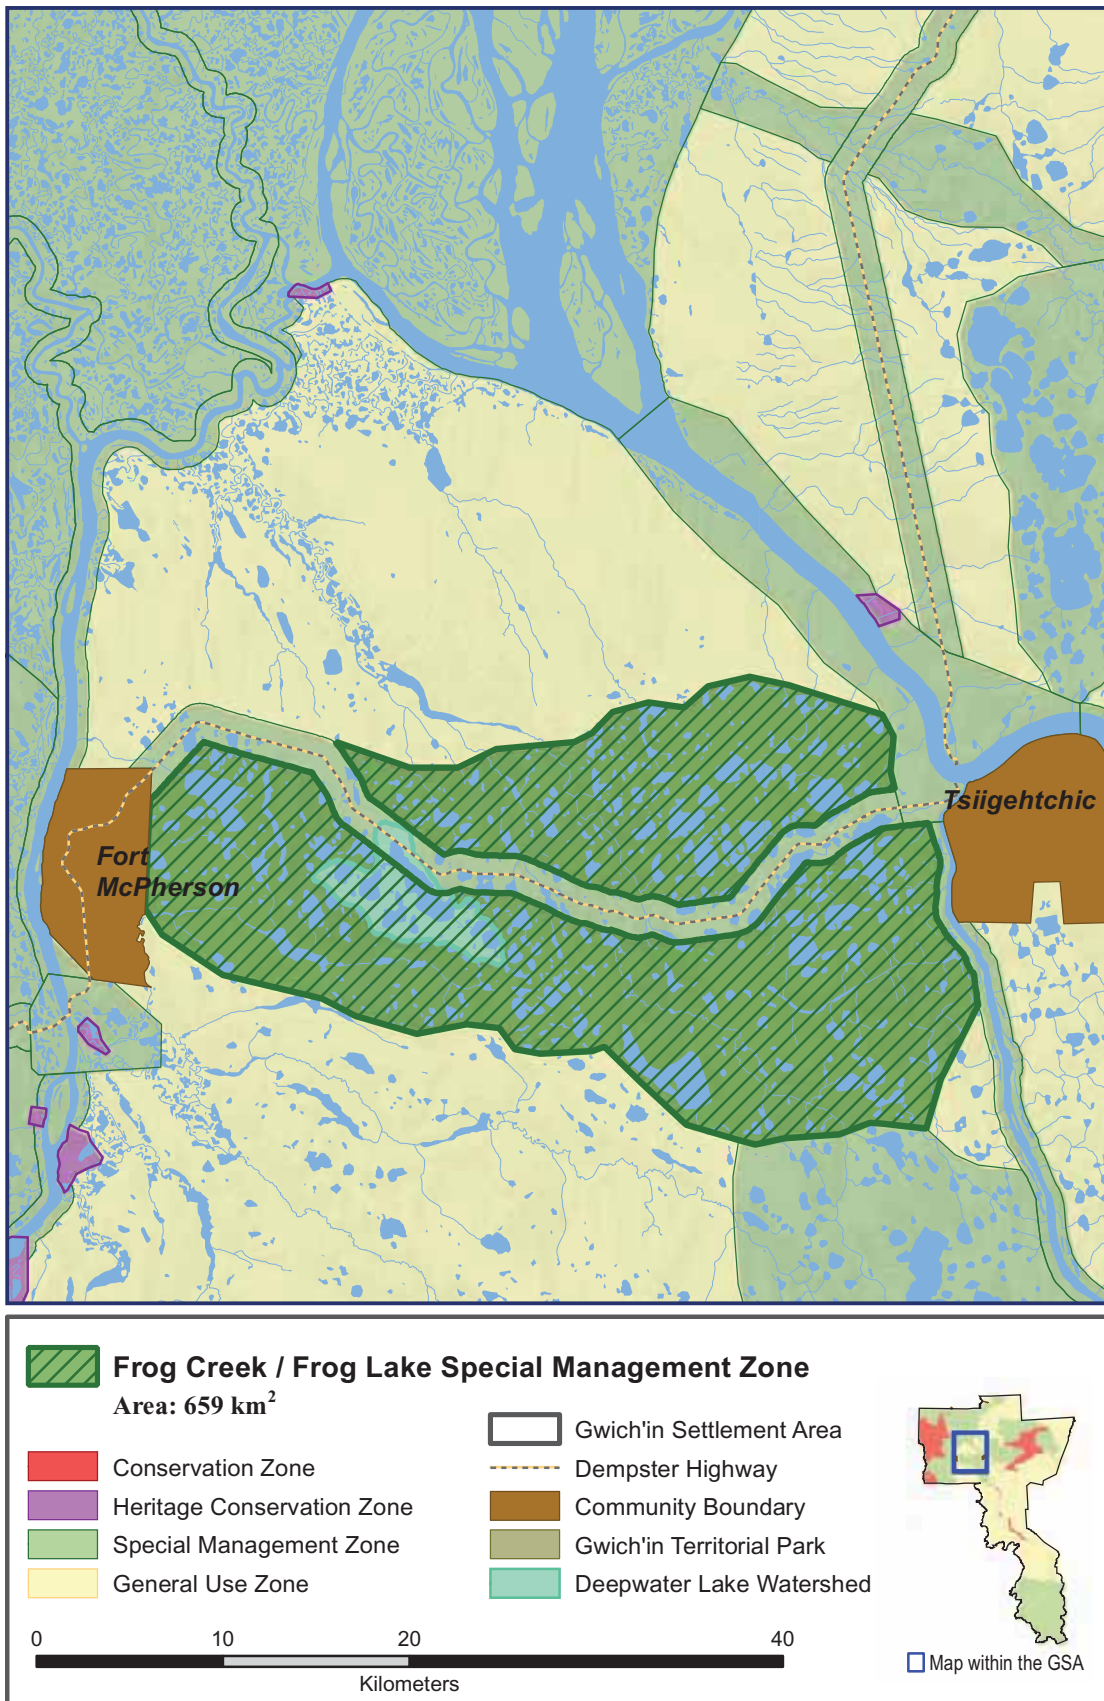 Tsiigehtchic
Fort
McPherson
Frog Creek / Frog Lake Special Management Zone
Area: 659 km²
Conservation Zone
Heritage Conservation Zone
Special Management Zone
General Use Zone
Gwich'in Settlement Area
Dempster Highway
Community Boundary
Gwich'in Territorial Park
Deepwater Lake Watershed
0 10 20 40
Kilometers
Map within the GSA